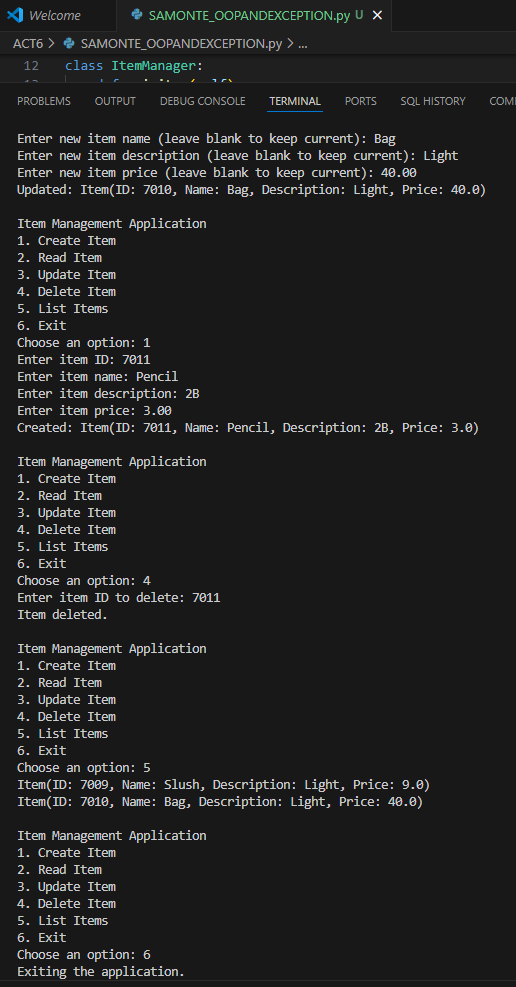 Welcome
SAMONTE_OOPANDEXCEPTION.py U
ACT6 > SAMONTE_OOPANDEXCEPTION.py > ...
12 class ItemManager:
PROBLEMS OUTPUT DEBUG CONSOLE TERMINAL PORTS SQL HISTORY
Enter new item name (leave blank to keep current): Bag
Enter new item description (leave blank to keep current): Light
Enter new item price (leave blank to keep current): 40.00
Updated: Item(ID: 7010, Name: Bag, Description: Light, Price: 40.0)
Item Management Application
1. Create Item
2. Read Item
3. Update Item
4. Delete Item
5. List Items
6. Exit
Choose an option: 1
Enter item ID: 7011
Enter item name: Pencil
Enter item description: 2B
Enter item price: 3.00
Created: Item(ID: 7011, Name: Pencil, Description: 2B, Price: 3.0)
Item Management Application
1. Create Item
2. Read Item
3. Update Item
4. Delete Item
5. List Items
6. Exit
Choose an option: 4
Enter item ID to delete: 7011
Item deleted.
Item Management Application
1. Create Item
2. Read Item
3. Update Item
4. Delete Item
5. List Items
6. Exit
Choose an option: 5
Item(ID: 7009, Name: Slush, Description: Light, Price: 9.0)
Item(ID: 7010, Name: Bag, Description: Light, Price: 40.0)
Item Management Application
1. Create Item
2. Read Item
3. Update Item
4. Delete Item
5. List Items
6. Exit
Choose an option: 6
Exiting the application.